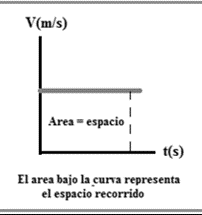 V(m/s)
Area = espacio
t(s)
El area bajo la curva representa
el espacio recorrido